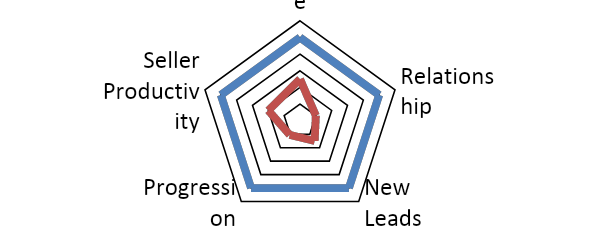 e
Seller
Productiv
ity
Relations
hip
Progressi
on
New
Leads